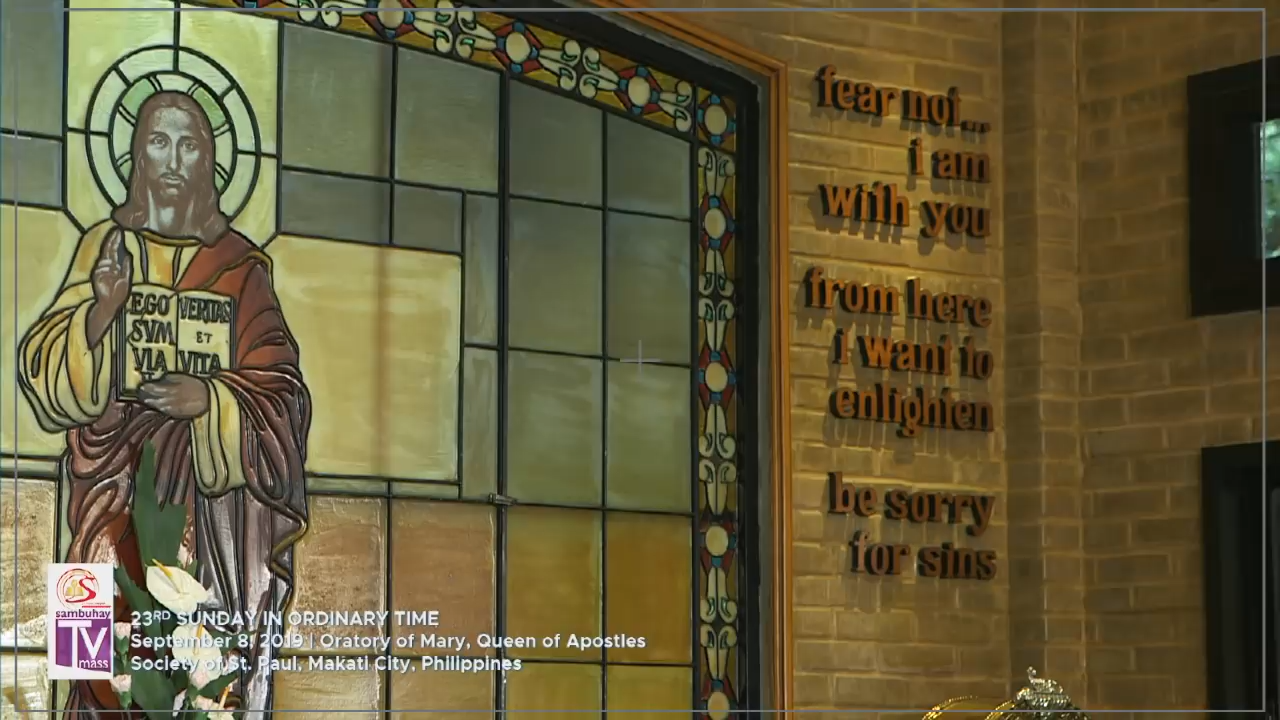 EGO VERITAS
SVM ET
VIA VITA
fear not...
i am
with you
from here
i want to
enlighten
be sorry
for sins
sambuhay
TV
mass
23RD SUNDAY IN ORDINARY TIME
September 8, 2019 | Oratory of Mary, Queen of Apostles
Society of St. Paul, Makati City, Philippines